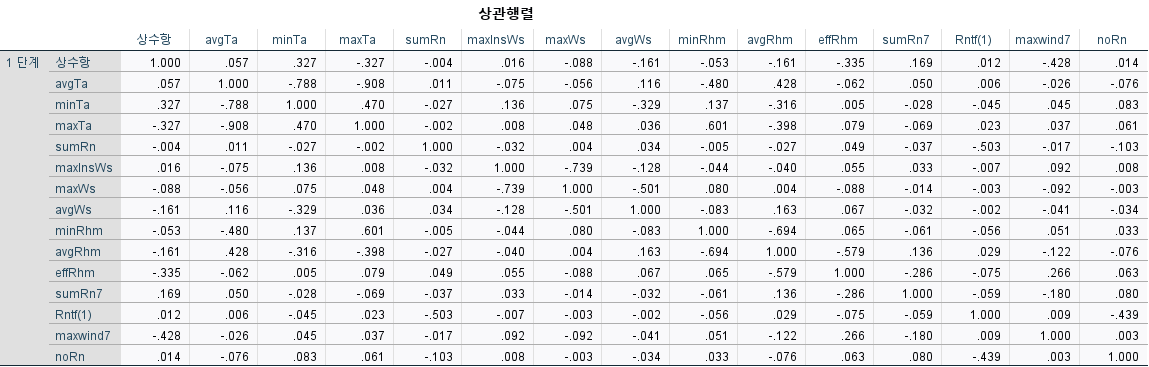 상관행렬
상수항 avgTa minTa maxTa sumRn maxInsWs maxWs avgWs minRhm avgRhm effRhm sumRn7 Rntf(1) maxwind7 noRn
1 단계 상수항 1.000 .057 .327 -.327 -.004 .016 -.088 -.161 -.053 -.161 -.335 .169 .012 -.428 .014
avgTa .057 1.000 -.788 -.908 .011 -.075 -.056 .116 -.480 .428 -.062 .050 .006 -.026 -.076
minTa .327 -.788 1.000 .470 -.027 .136 .075 -.329 .137 -.316 .005 -.028 -.045 .045 .083
maxTa -.327 -.908 .470 1.000 -.002 .008 .048 .036 .601 -.398 .079 -.069 .023 .037 .061
sumRn -.004 .011 -.027 -.002 1.000 -.032 .004 .034 -.005 -.027 .049 -.037 -.503 -.017 -.103
maxInsWs .016 -.075 .136 .008 -.032 1.000 -.739 -.128 -.044 -.040 .055 .033 -.007 .092 .008
maxWs -.088 -.056 .075 .048 .004 -.739 1.000 -.501 .080 .004 -.088 -.014 -.003 -.092 -.003
avgWs -.161 .116 -.329 .036 .034 -.128 -.501 1.000 -.083 .163 .067 -.032 -.002 -.041 -.034
minRhm -.053 -.480 .137 .601 -.005 -.044 .080 -.083 1.000 -.694 .065 -.061 -.056 .051 .033
avgRhm -.161 .428 -.316 -.398 -.027 -.040 .004 .163 -.694 1.000 -.579 .136 .029 -.122 -.076
effRhm -.335 -.062 .005 .079 .049 .055 -.088 .067 .065 -.579 1.000 -.286 -.075 .266 .063
sumRn7 .169 .050 -.028 -.069 -.037 .033 -.014 -.032 -.061 .136 -.286 1.000 -.059 -.180 .080
Rntf(1) .012 .006 -.045 .023 -.503 -.007 -.003 -.002 -.056 .029 -.075 -.059 1.000 .009 -.439
maxwind7 -.428 -.026 .045 .037 -.017 .092 -.092 -.041 .051 -.122 .266 -.180 .009 1.000 .003
noRn .014 -.076 .083 .061 -.103 .008 -.003 -.034 .033 -.076 .063 .080 -.439 .003 1.000